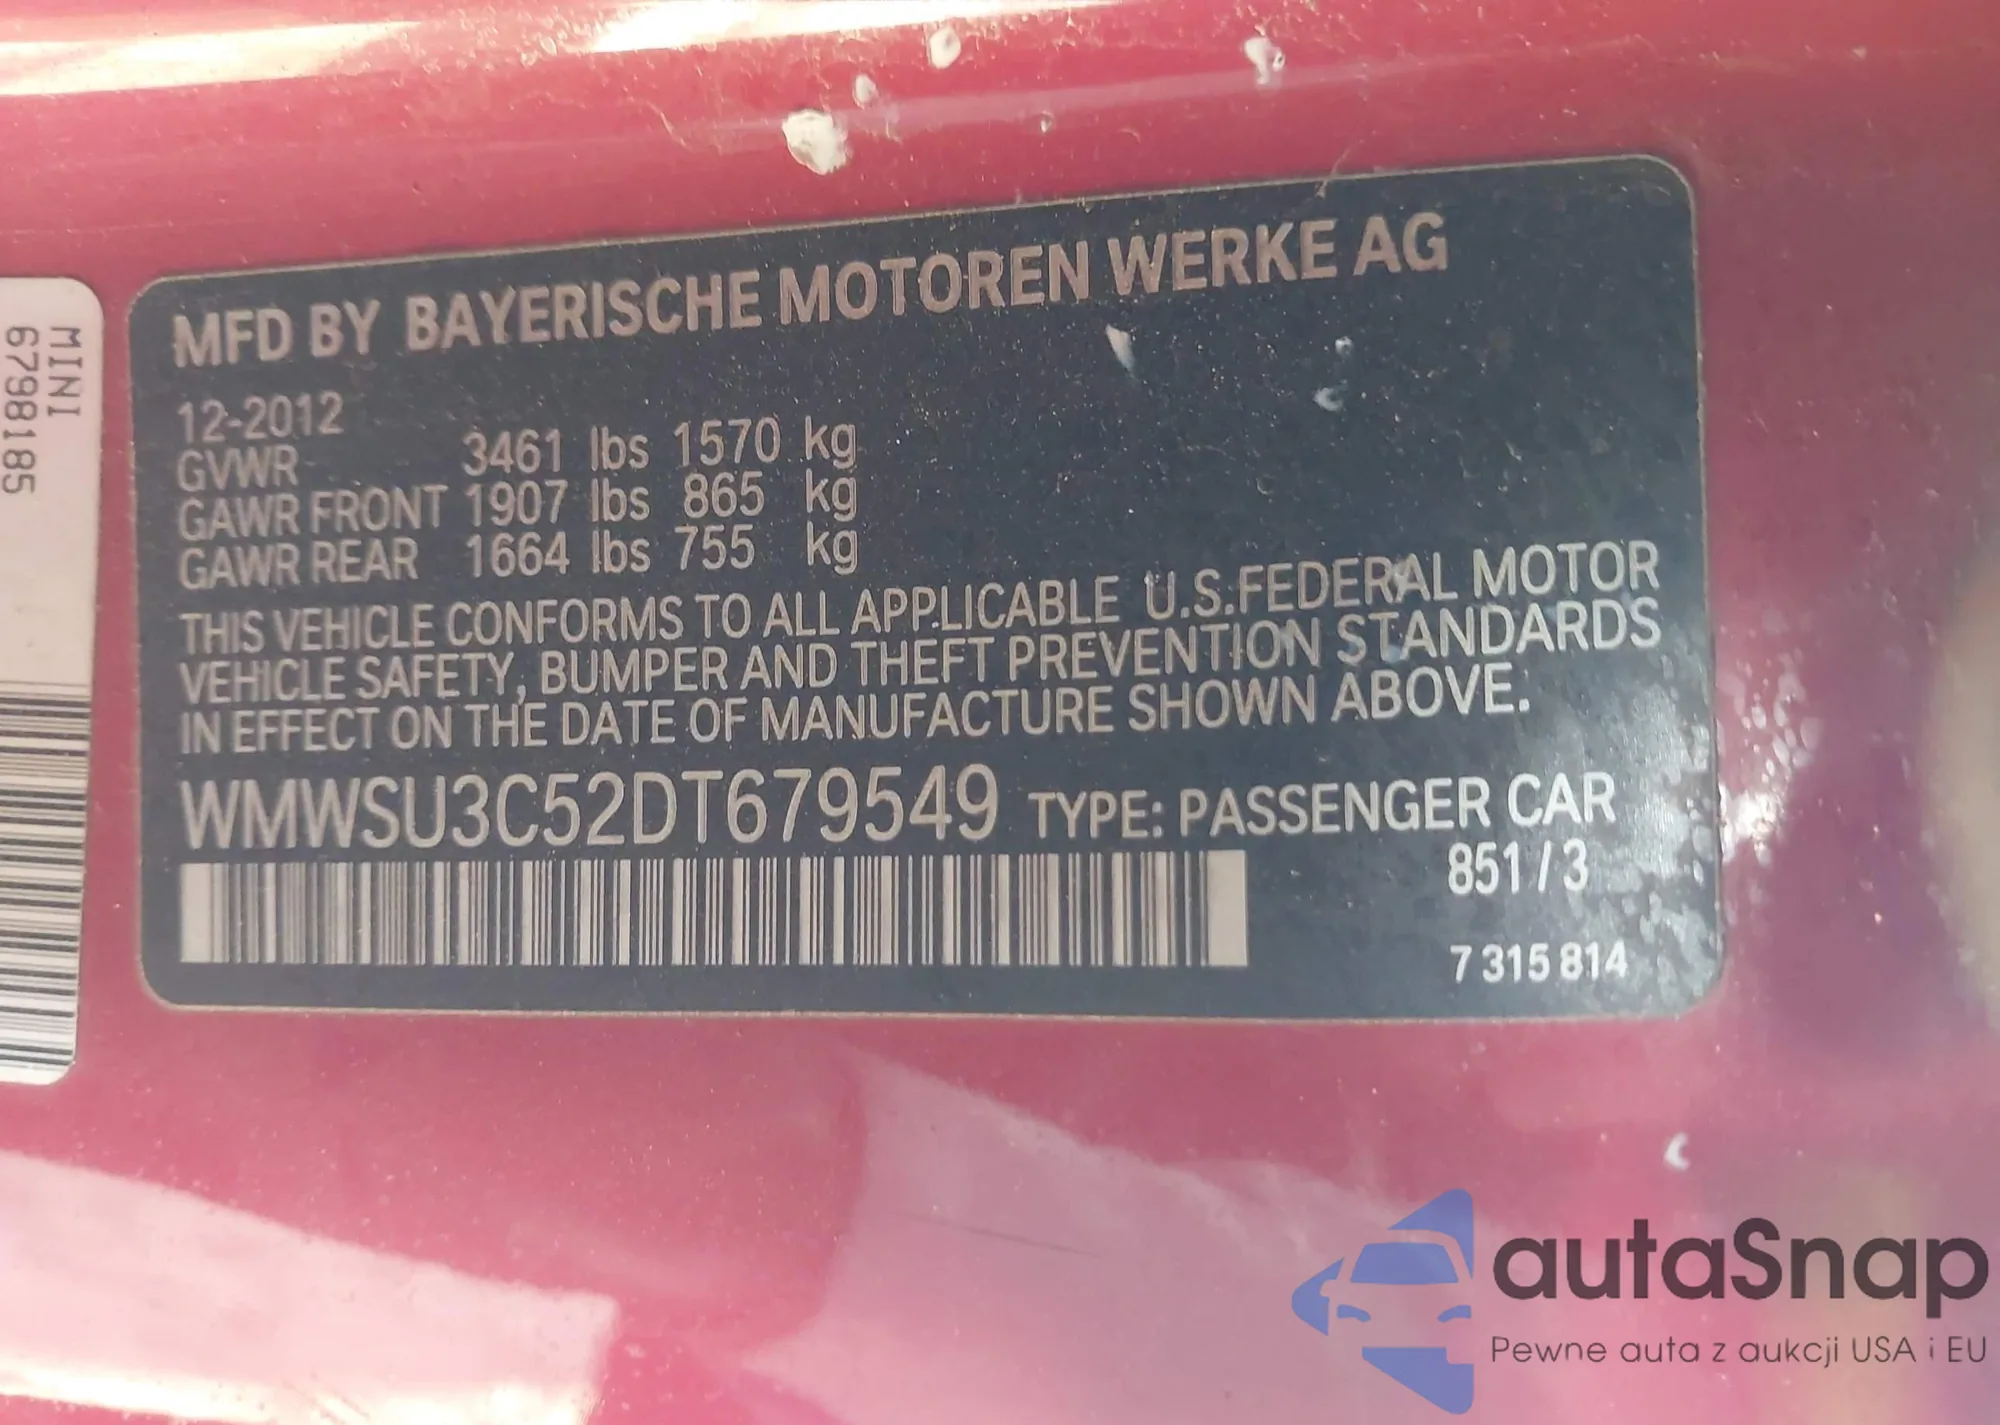 MINI
6798185
MFD BY BAYERISCHE MOTOREN WERKE AG
12-2012
GVWR 3461 lbs 1570 kg
GAWR FRONT 1907 lbs 865 kg
GAWR REAR 1664 lbs 755 kg
THIS VEHICLE CONFORMS TO ALL APPLICABLE U.S.FEDERAL MOTOR
VEHICLE SAFETY, BUMPER AND THEFT PREVENTION STANDARDS
IN EFFECT ON THE DATE OF MANUFACTURE SHOWN ABOVE.
WMWSU3C52DT679549 TYPE: PASSENGER CAR
851/3
7 315 814
autaSnap
Pewne auta z aukcji USA i EU